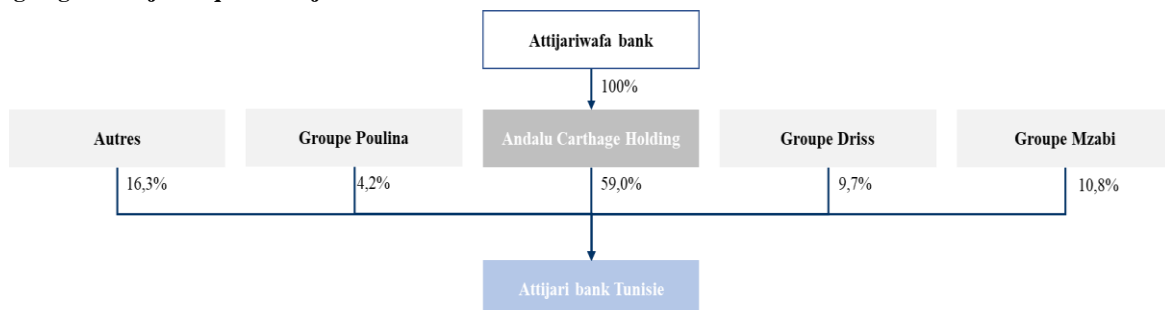 Attijariwafa bank
100%
Autres
Groupe Poulina
Andalu Carthage Holding
Groupe Driss
Groupe Mzabi
16,3%
4,2%
59,0%
9,7%
10,8%
Attijari bank Tunisie